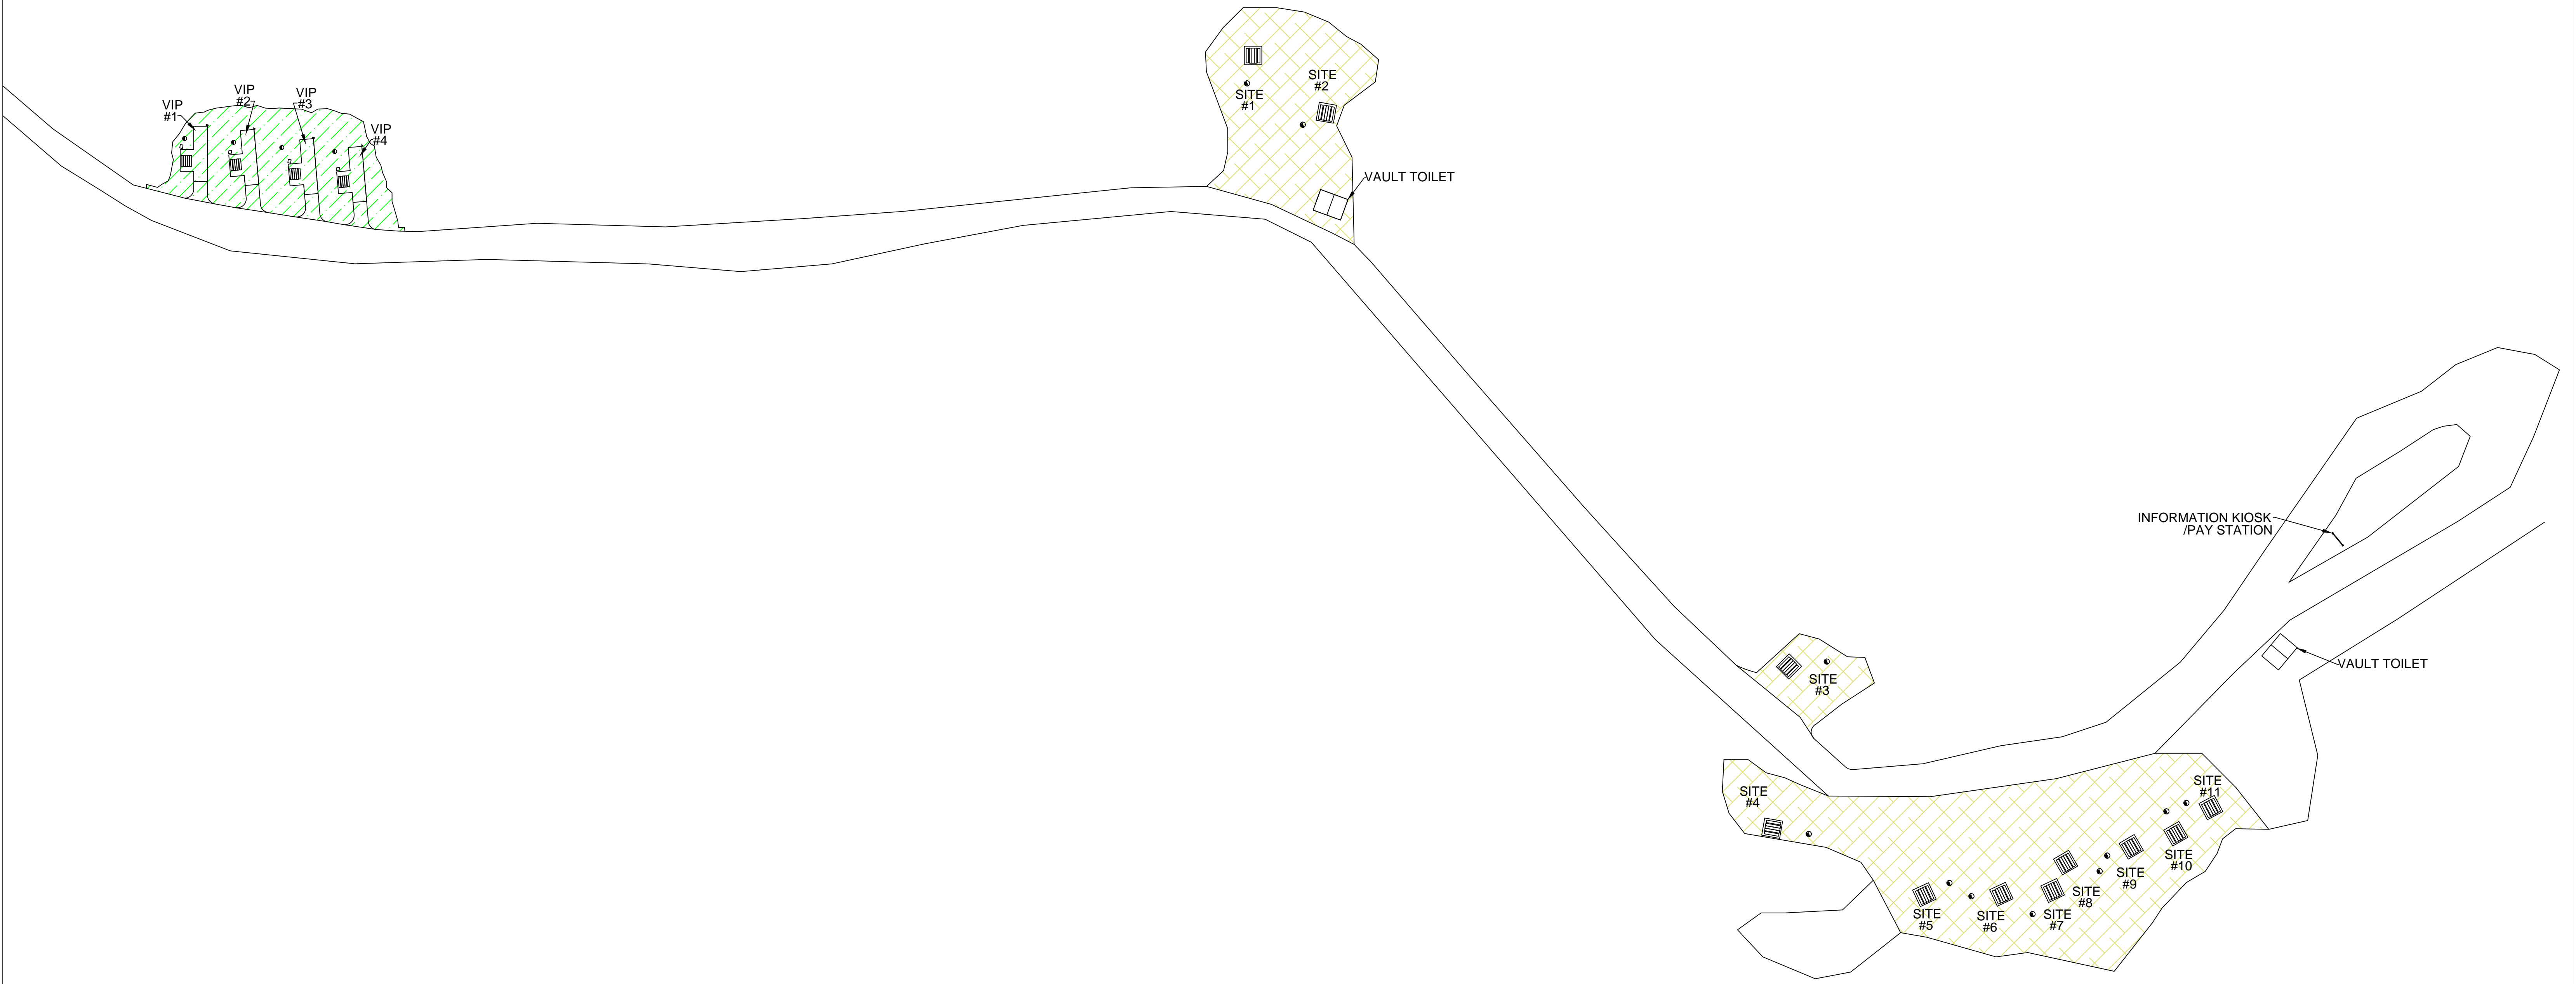 VIP
#1
VIP
#2
VIP
#3
VIP
#4
SITE
#1
SITE
#2
VAULT TOILET
INFORMATION KIOSK
/PAY STATION
SITE
#3
VAULT TOILET
SITE
#4
SITE
#5
SITE
#6
SITE
#7
SITE
#8
SITE
#9
SITE
#10
SITE
#11